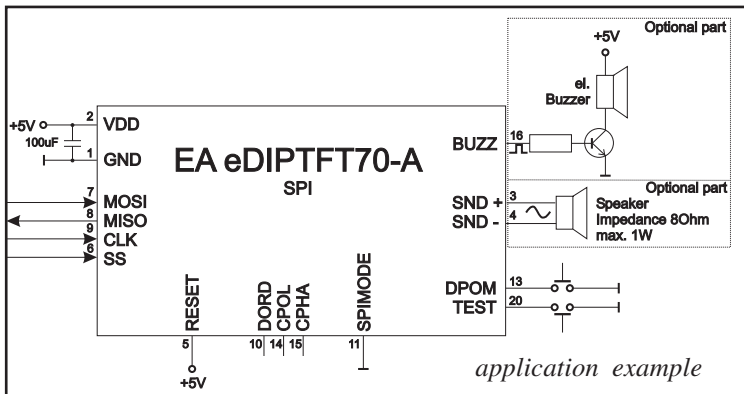 Optional part
+5V
el.
Buzzer
BUZZ
16
+5V
2
VDD
100uF
1
GND
EA eDIPTFT70-A
SPI
7
MOSI
8
MISO
9
CLK
6
SS
Optional part
SND +
3
SND -
4
Speaker
Impedance 8Ohm
max. 1W
DPOM
13
TEST
20
RESET
DORD
CPOL
CPHA
SPIMODE
5
10
14
15
11
+5V
application example